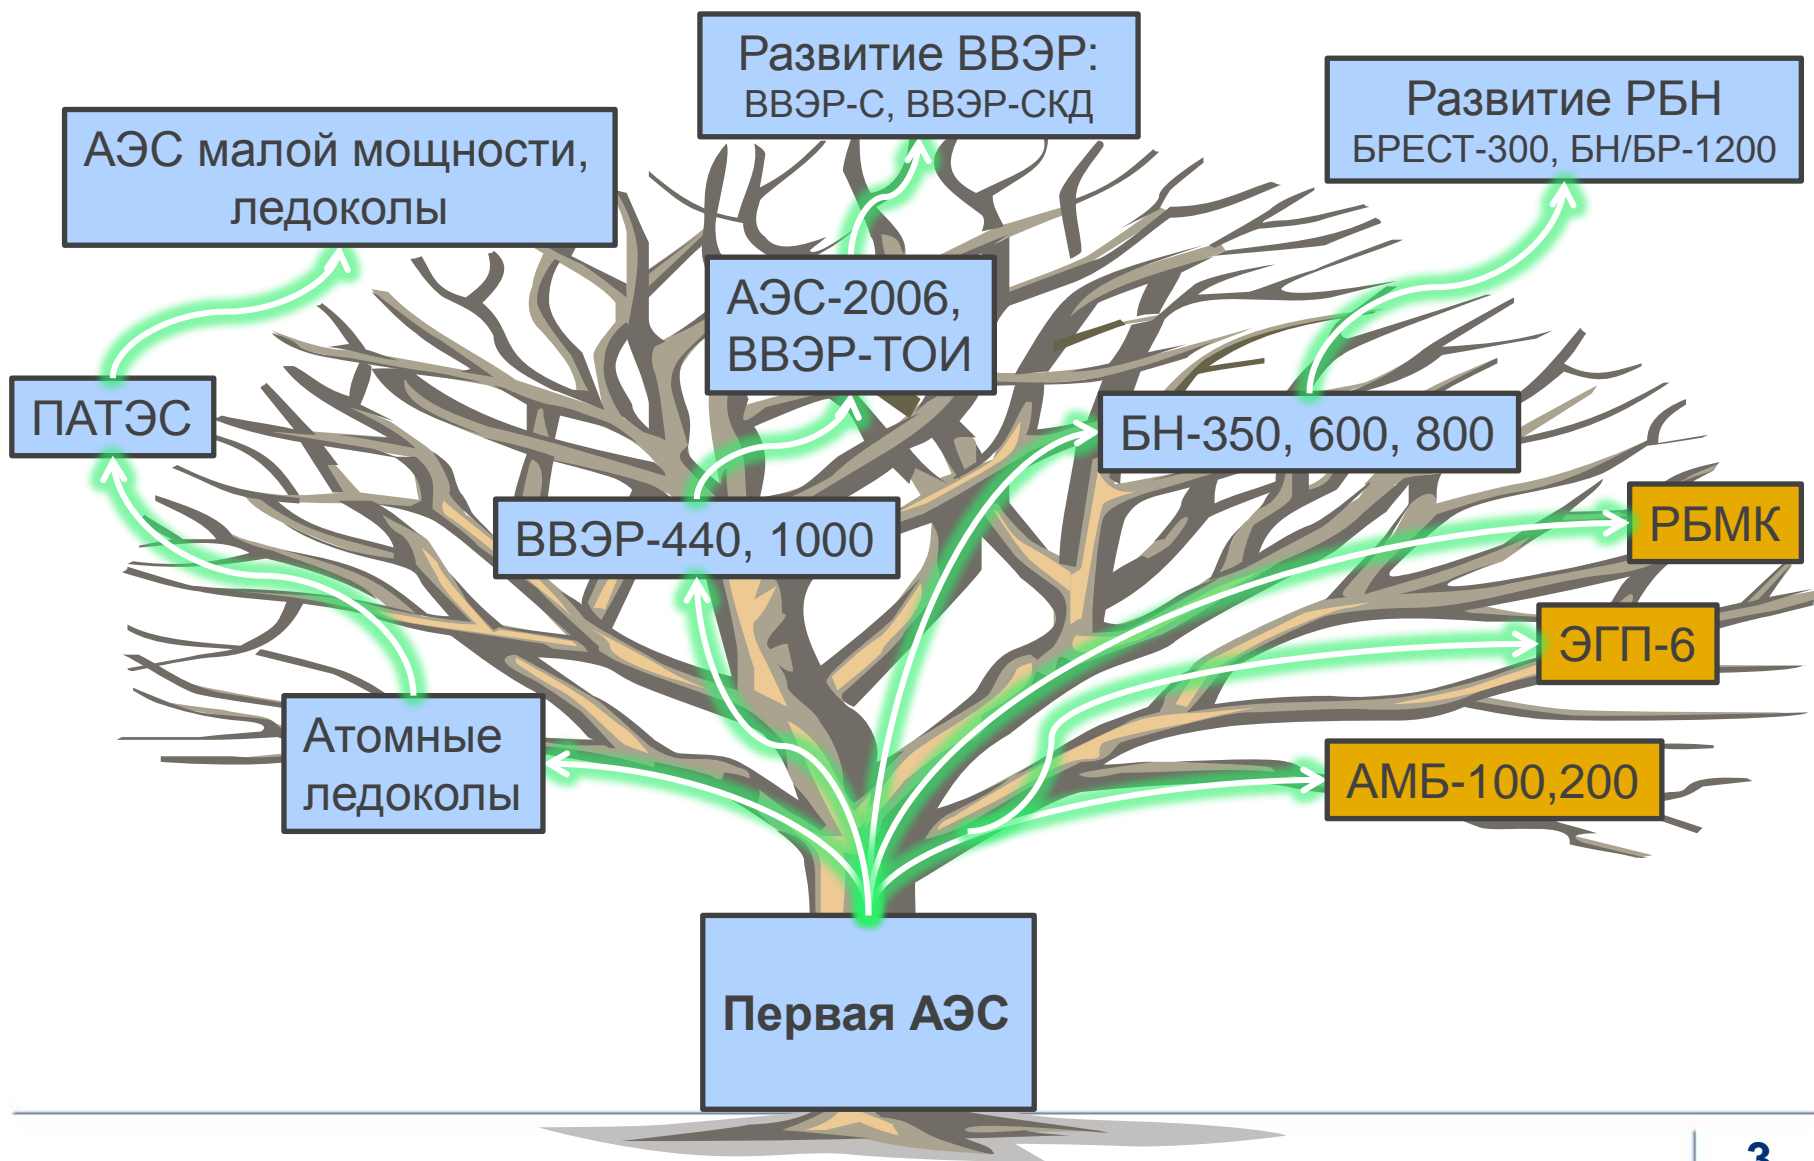 Развитие ВВЭР:
ВВЭР-С, ВВЭР-СКД
Развитие РБН
БРЕСТ-300, БН/БР-1200
АЭС малой мощности,
ледоколы
АЭС-2006,
ВВЭР-ТОИ
ПАТЭС
БН-350, 600, 800
ВВЭР-440, 1000
РБМК
ЭГП-6
Атомные
ледоколы
АМБ-100,200
Первая АЭС
3